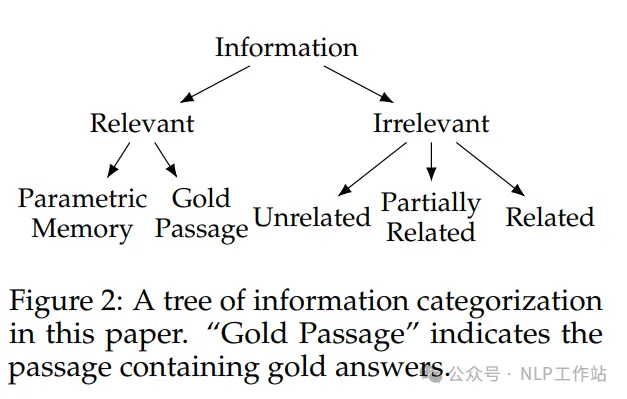 Information
Relevant
Irrelevant
Parametric
Memory
Gold
Passage
Unrelated
Partially
Related
Related
Figure 2: A tree of information categorization
in this paper. “Gold Passage” indicates the
passage containing gold answers.
公众号 · NLP工作站